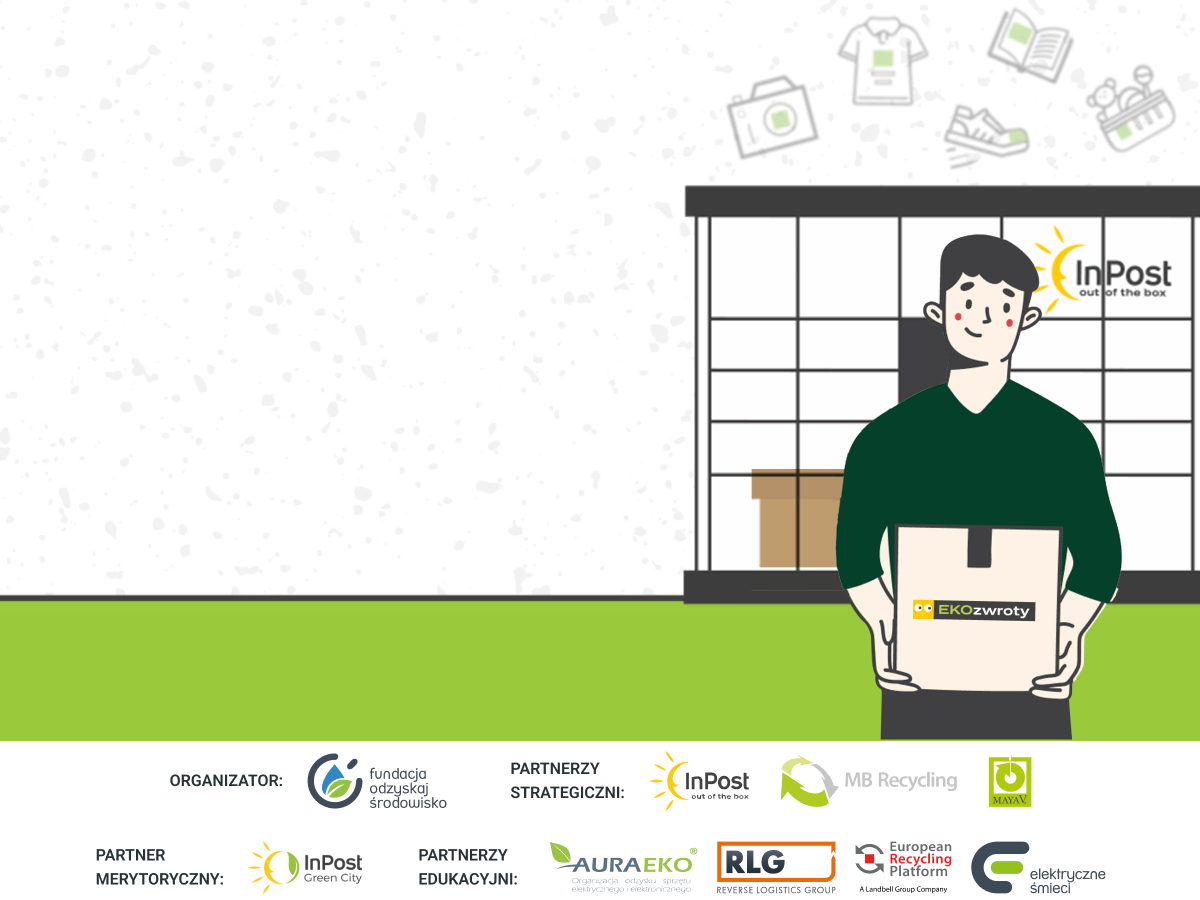 InPost
out of the box
EKOzwroty
ORGANIZATOR:
fundacja
odzyskaj
środowisko
PARTNERZY
STRATEGICZNI:
InPost
out of the box
MB Recycling
MAYAV.
PARTNER
MERYTORYCZNY:
InPost
Green City
PARTNERZY
EDUKACYJNI:
AURAEKO®
Organizacja odzysku sprzętu
elektrycznego i elektronicznego
RLG
REVERSE LOGISTICS GROUP
European
Recycling
Platform
A Landbell Group Company
elektryczne
śmieci